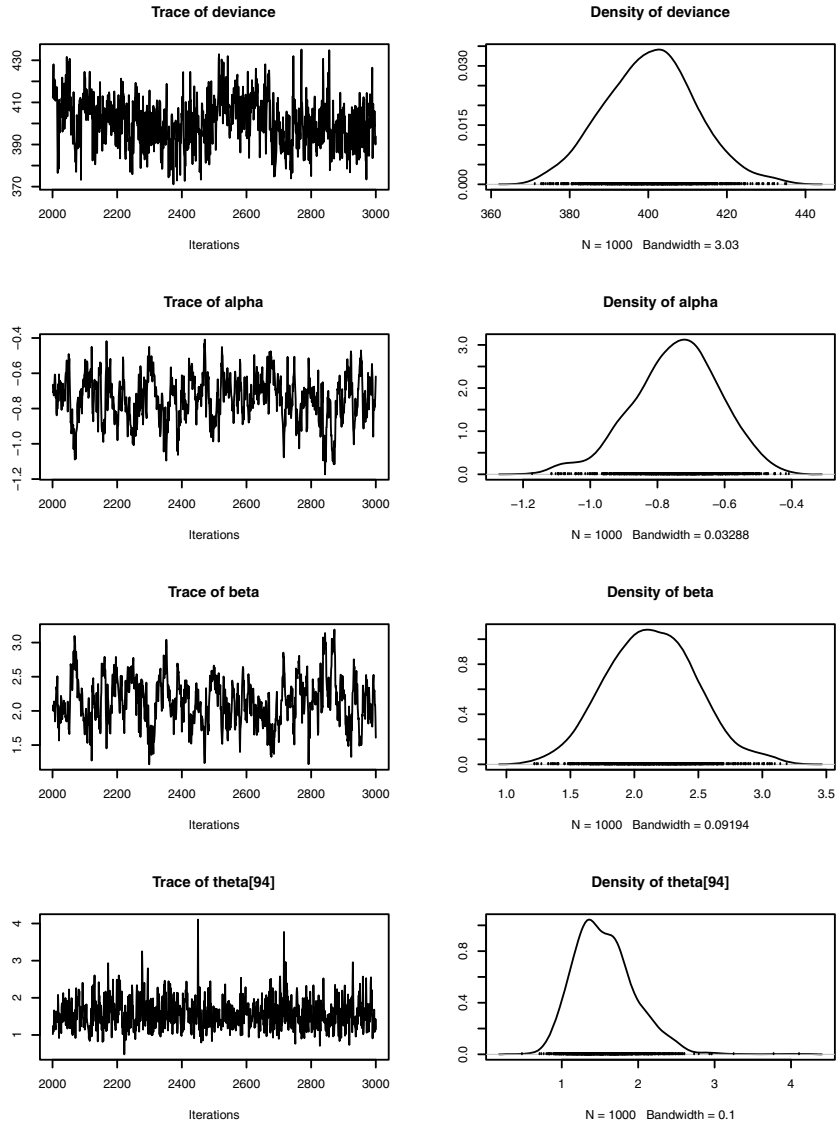 Trace of deviance
430
410
390
370
2000 2200 2400 2600 2800 3000
Iterations
Density of deviance
0.030
0.015
0.000
360 380 400 420 440
N = 1000 Bandwidth = 3.03
Trace of alpha
−0.4
−0.6
−0.8
−1.0
−1.2
2000 2200 2400 2600 2800 3000
Iterations
Density of alpha
3.0
2.0
1.0
0.0
−1.2 −1.0 −0.8 −0.6 −0.4
N = 1000 Bandwidth = 0.03288
Trace of beta
3.0
2.5
2.0
1.5
2000 2200 2400 2600 2800 3000
Iterations
Density of beta
0.8
0.4
0.0
1.0 1.5 2.0 2.5 3.0 3.5
N = 1000 Bandwidth = 0.09194
Trace of theta[94]
4
3
2
1
2000 2200 2400 2600 2800 3000
Iterations
Density of theta[94]
0.8
0.4
0.0
1 2 3 4
N = 1000 Bandwidth = 0.1